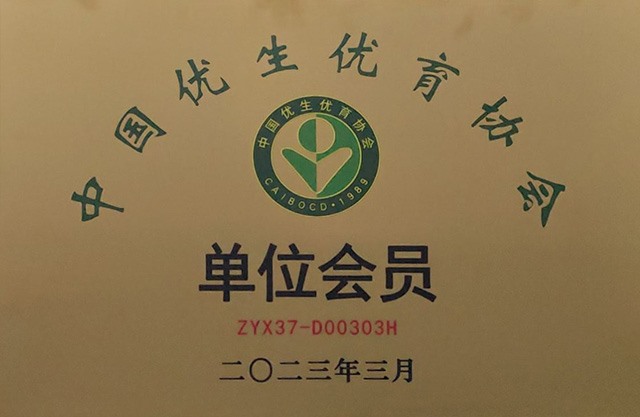 中国优生优育协会
中国优生优育协会
CAIBOCD·1989
单位会员
ZYX37-D00303H
二〇二三年三月